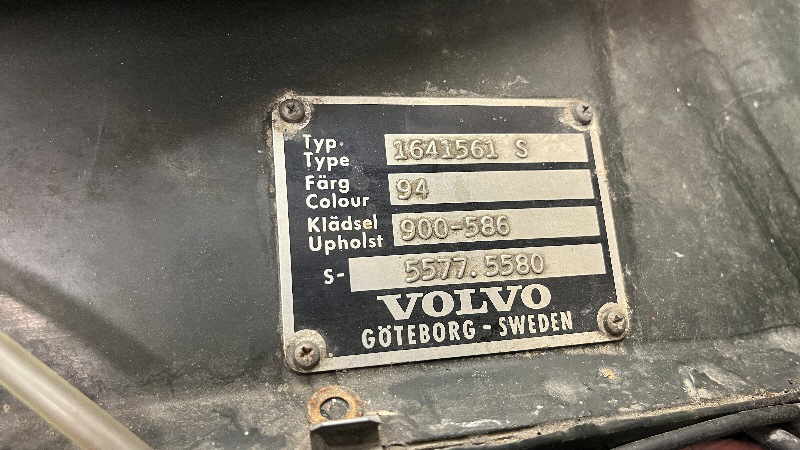 Typ.
Type 1641561 S
Färg
Colour 94
Klädsel
Upholst 900-586
S- 5577.5580
VOLVO
GÖTEBORG - SWEDEN